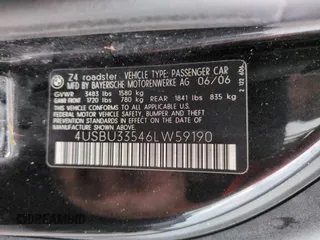 Z4 roadster VEHICLE TYPE: PASSENGER CAR
MFD BY BAYERISCHE MOTORENWERKE AG 06/06
GVWR 3483 lbs 1580 kg
GAWR FRONT 1720 lbs 780 kg REAR 1841 lbs 835 kg
THIS VEHICLE CONFORMS TO ALL APPLICABLE
FEDERAL MOTOR VEHICLE SAFETY, BUMPER,
AND THEFT PREVENTION STANDARDS IN EFFECT
ON THE DATE OF MANUFACTURE SHOWN ABOVE.
4USBU33546LW59190
DREAMBID